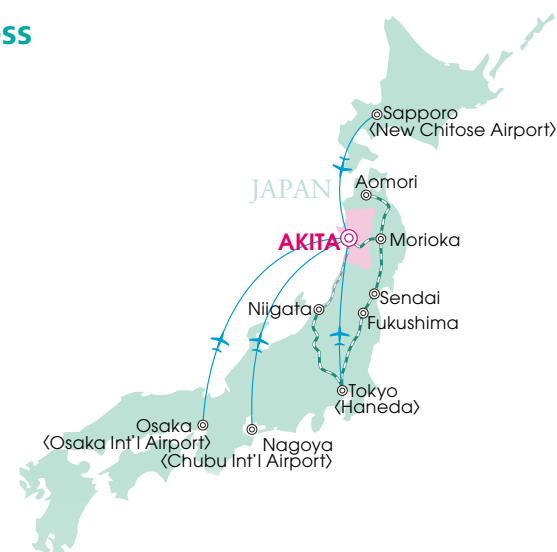 ss
Sapporo
〈New Chitose Airport〉
JAPAN
Aomori
AKITA
Morioka
Niigata
Sendai
Fukushima
Tokyo
〈Haneda〉
Osaka
〈Osaka Int'l Airport〉
Nagoya
〈Chubu Int'l Airport〉